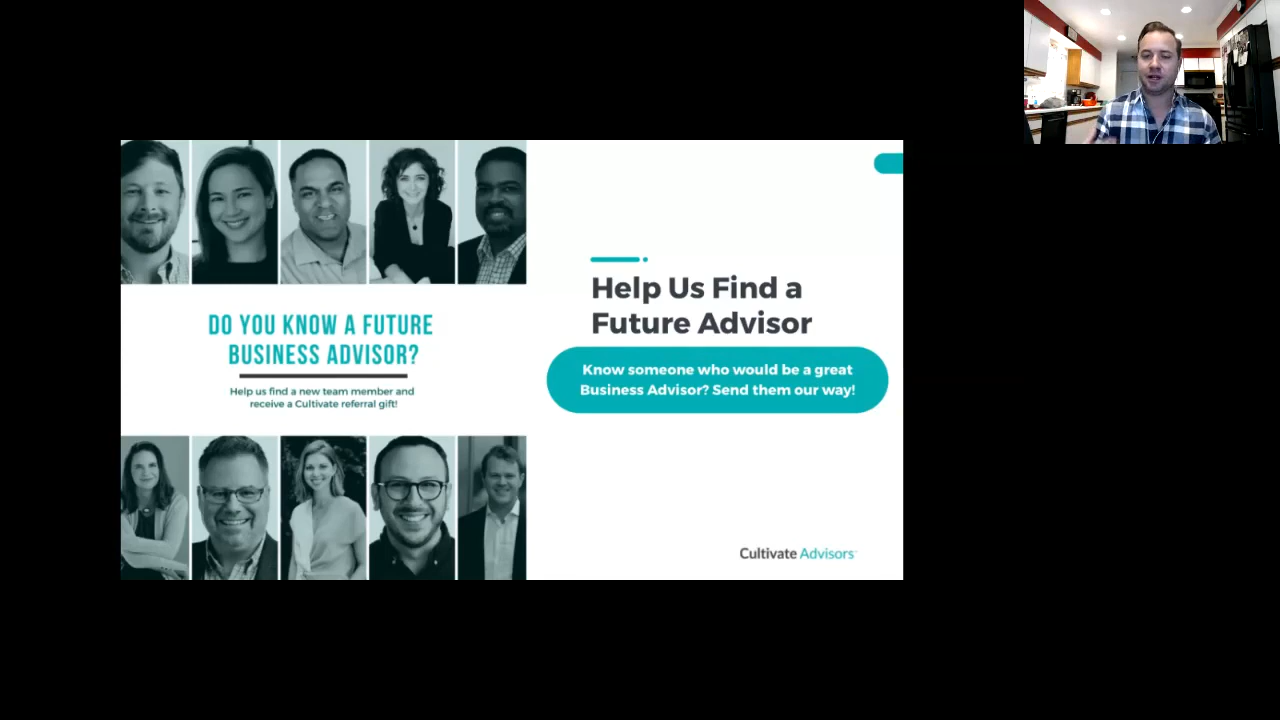 DO YOU KNOW A FUTURE
BUSINESS ADVISOR?
Help us find a new team member and
receive a Cultivate referral gift!
Help Us Find a
Future Advisor
Know someone who would be a great
Business Advisor? Send them our way!
Cultivate Advisors